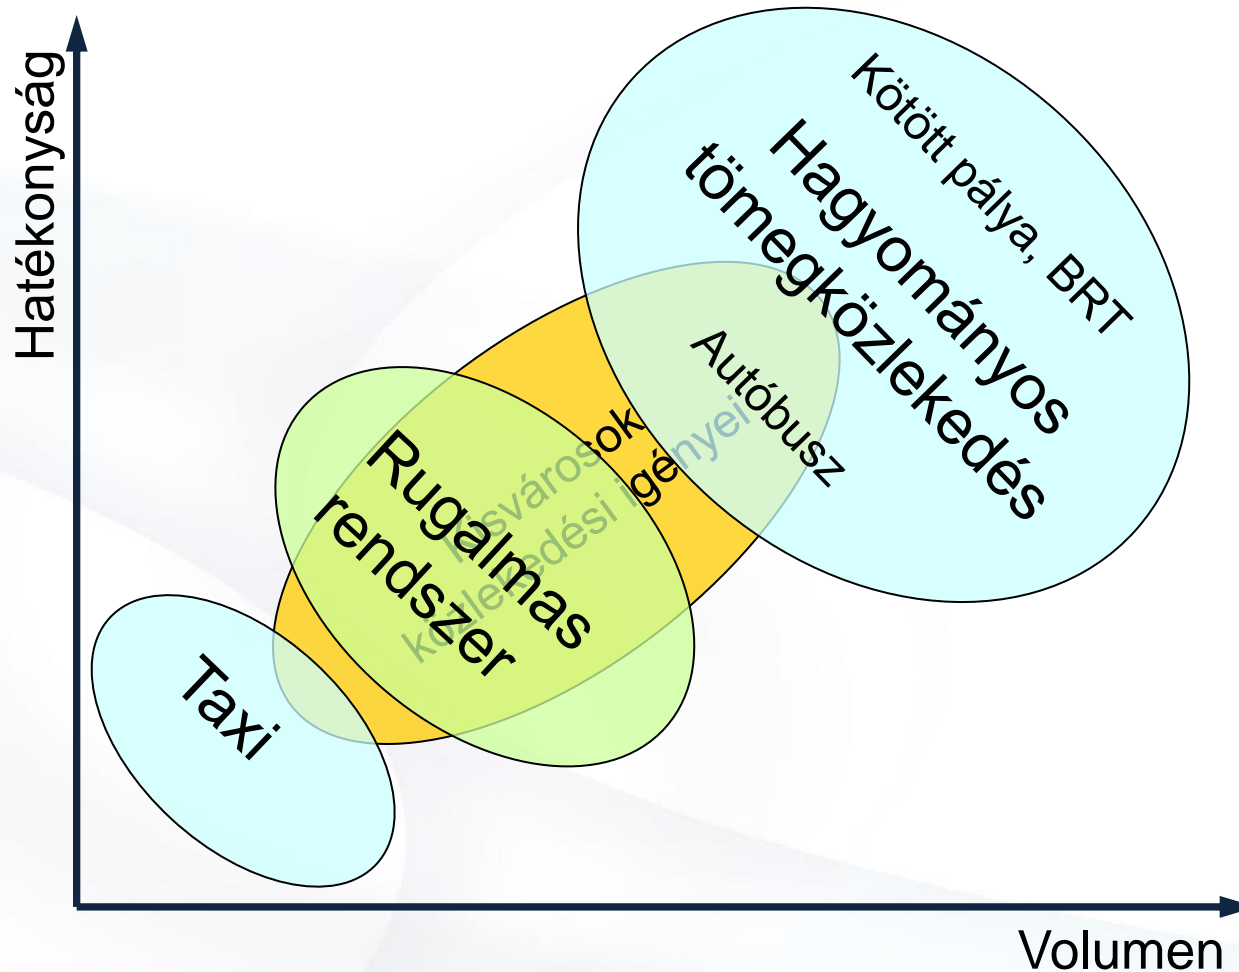 Hatékonyság
Kötött pálya, BRT
Hagyományos
tömegközlekedés
Autóbusz
Kisvárosok
közlekedési igényei
Rugalmas
rendszer
Taxi
Volumen